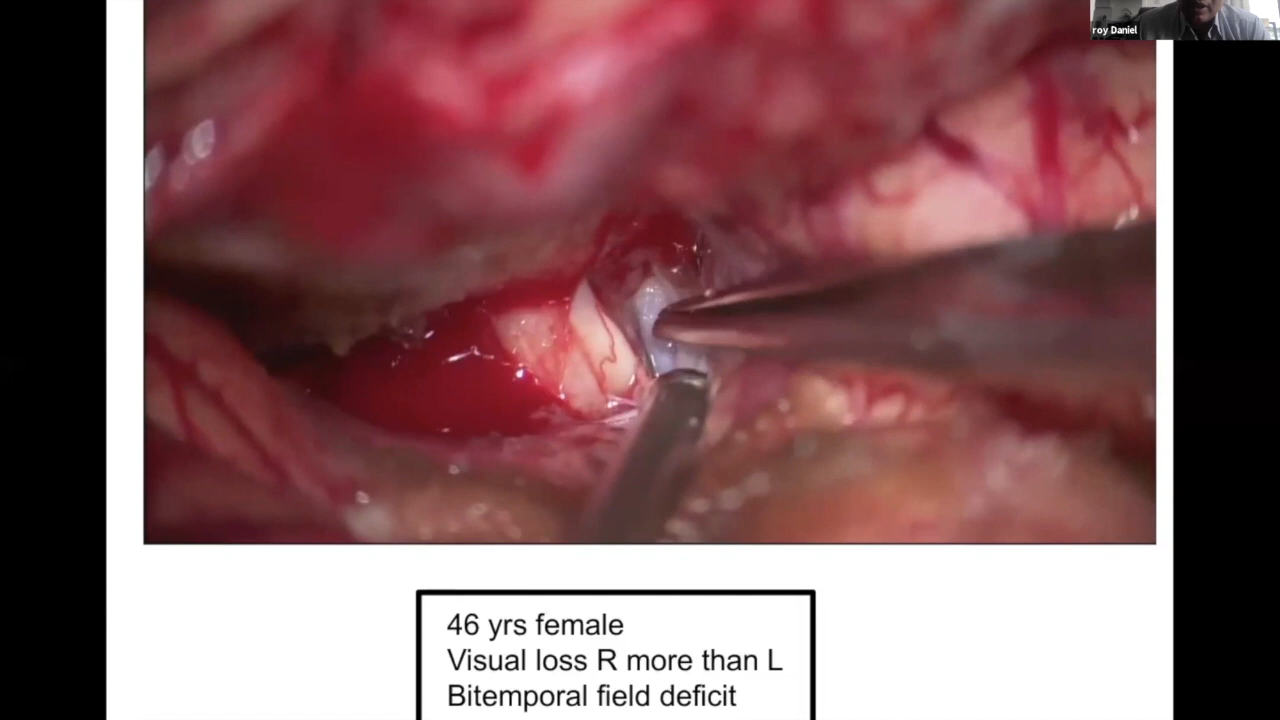 roy Daniel
46 yrs female
Visual loss R more than L
Bitemporal field deficit